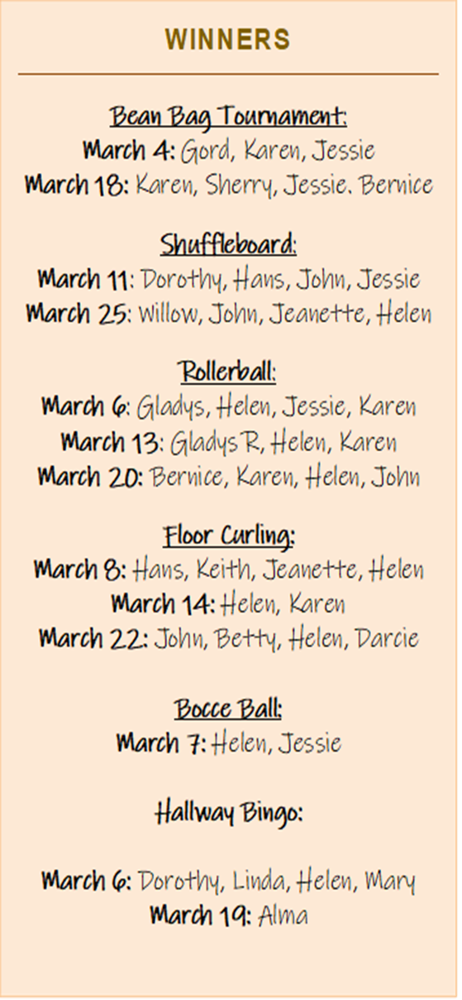 WINNERS
Bean Bag Tournament:
March 4: Gord, Karen, Jessie
March 18: Karen, Sherry, Jessie. Bernice
Shuffleboard:
March 11: Dorothy, Hans, John, Jessie
March 25: Willow, John, Jeanette, Helen
Rollerball:
March 6: Gladys, Helen, Jessie, Karen
March 13: Gladys R, Helen, Karen
March 20: Bernice, Karen, Helen, John
Floor Curling:
March 8: Hans, Keith, Jeanette, Helen
March 14: Helen, Karen
March 22: John, Betty, Helen, Darcie
Bocce Ball:
March 7: Helen, Jessie
Hallway Bingo:
March 6: Dorothy, Linda, Helen, Mary
March 19: Alma